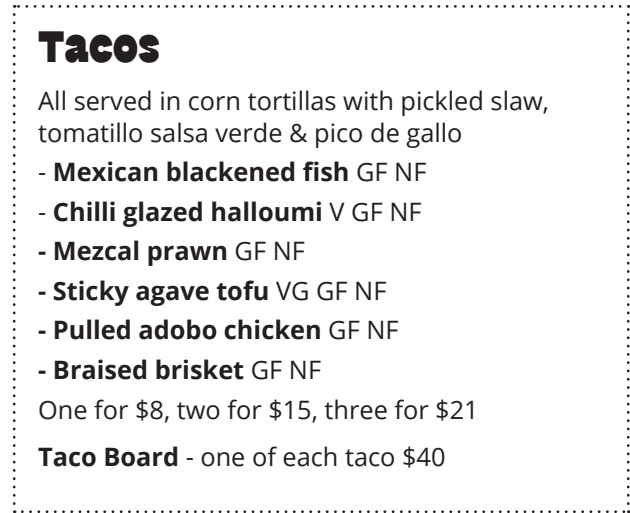 Tacos
All served in corn tortillas with pickled slaw,
tomatillo salsa verde & pico de gallo
- Mexican blackened fish GF NF
- Chilli glazed halloumi V GF NF
- Mezcal prawn GF NF
- Sticky agave tofu VG GF NF
- Pulled adobo chicken GF NF
- Braised brisket GF NF
One for $8, two for $15, three for $21
Taco Board - one of each taco $40